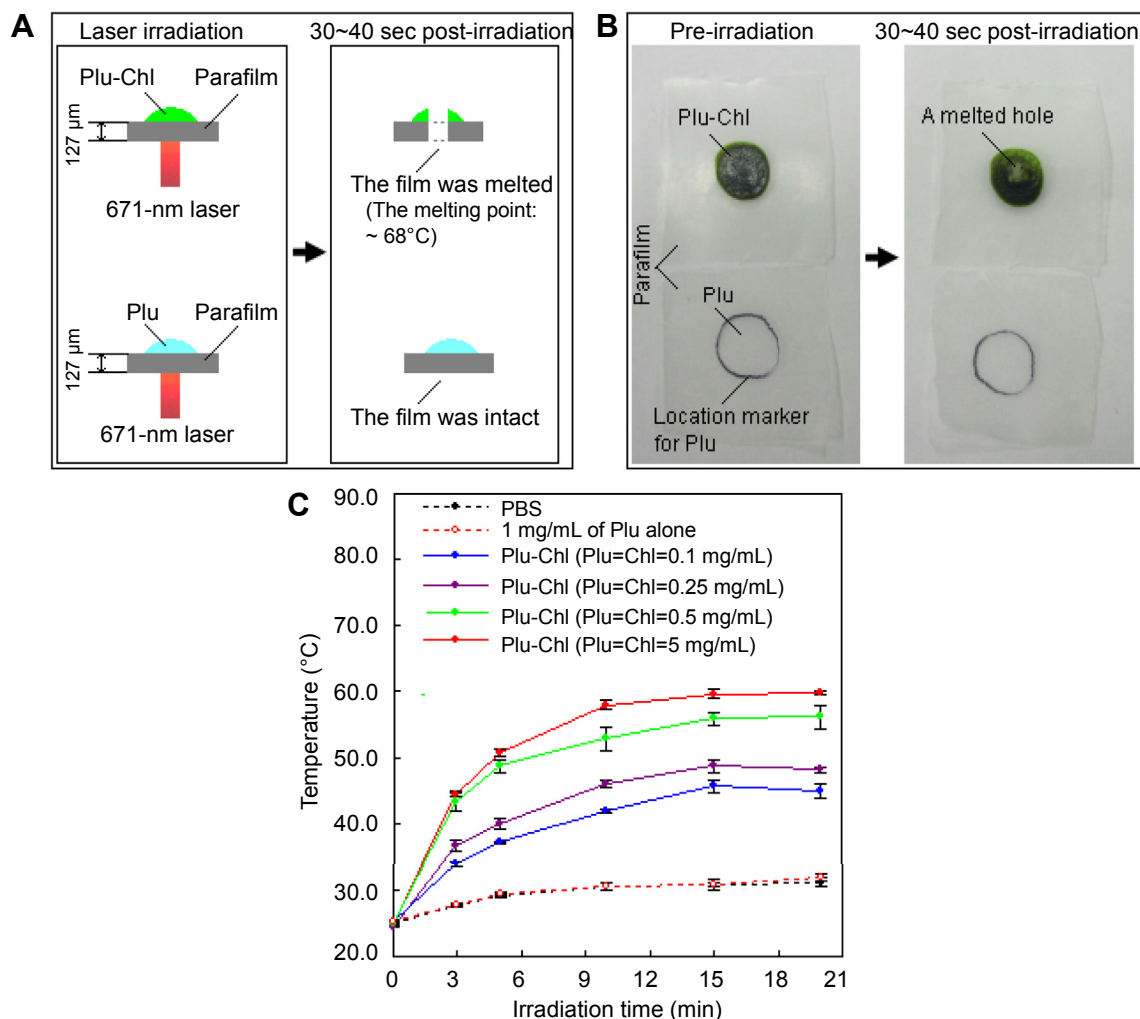 A
Laser irradiation
30~40 sec post-irradiation
Plu-Chl
Parafilm
127 µm
671-nm laser
The film was melted
(The melting point:
~ 68°C)
Plu
Parafilm
127 µm
671-nm laser
The film was intact
B
Pre-irradiation
30~40 sec post-irradiation
Plu-Chl
A melted hole
Parafilm
Plu
Location marker
for Plu
C
PBS
1 mg/mL of Plu alone
Plu-Chl (Plu=Chl=0.1 mg/mL)
Plu-Chl (Plu=Chl=0.25 mg/mL)
Plu-Chl (Plu=Chl=0.5 mg/mL)
Plu-Chl (Plu=Chl=5 mg/mL)
Temperature (°C)
90.0
80.0
70.0
60.0
50.0
40.0
30.0
20.0
0 3 6 9 12 15 18 21
Irradiation time (min)